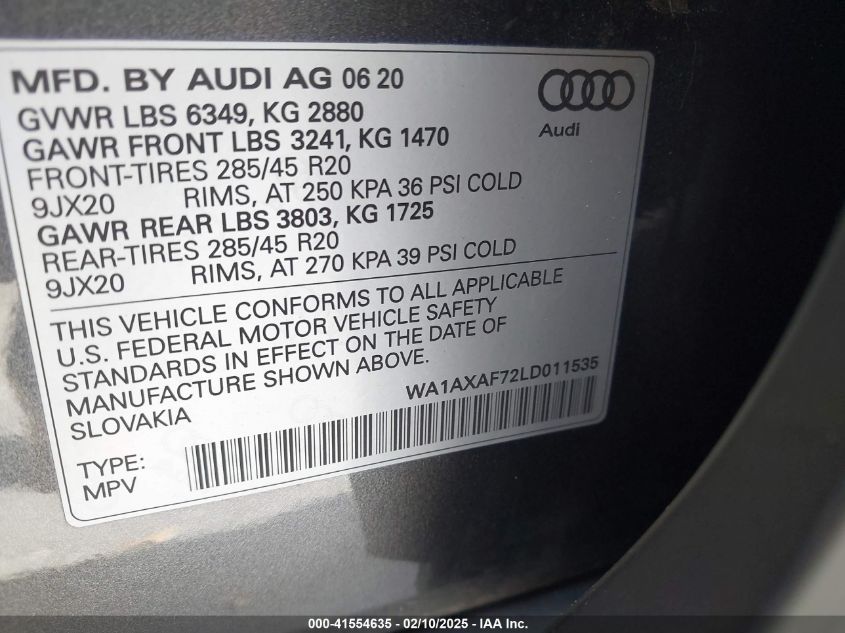 MFD. BY AUDI AG 06 20
GVWR LBS 6349, KG 2880
GAWR FRONT LBS 3241, KG 1470
FRONT-TIRES 285/45 R20
9JX20 RIMS, AT 250 KPA 36 PSI COLD
GAWR REAR LBS 3803, KG 1725
REAR-TIRES 285/45 R20
9JX20 RIMS, AT 270 KPA 39 PSI COLD
Audi
THIS VEHICLE CONFORMS TO ALL APPLICABLE
U.S. FEDERAL MOTOR VEHICLE SAFETY
STANDARDS IN EFFECT ON THE DATE OF
MANUFACTURE SHOWN ABOVE.
SLOVAKIA
WA1AXAF72LD011535
TYPE:
MPV
000-41554635 - 02/10/2025 - IAA Inc.